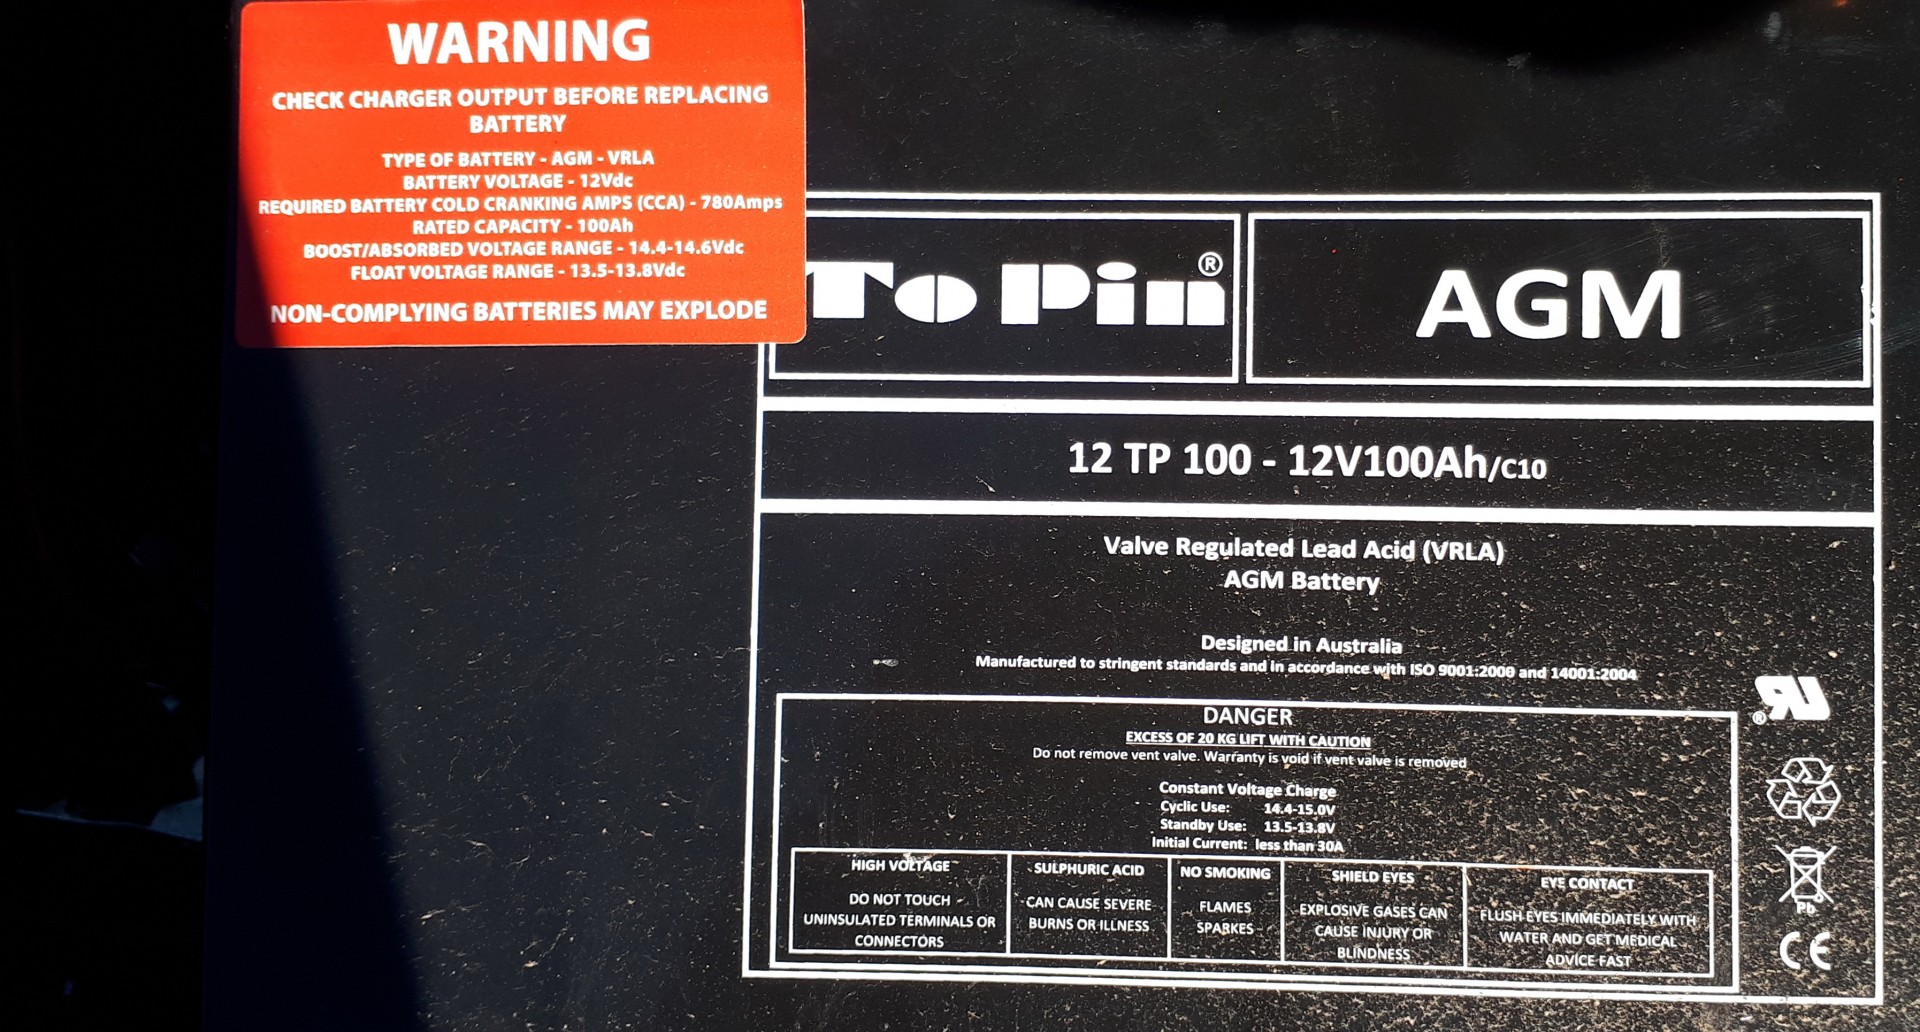 WARNING
CHECK CHARGER OUTPUT BEFORE REPLACING
BATTERY
TYPE OF BATTERY - AGM - VRLA
BATTERY VOLTAGE - 12Vdc
REQUIRED BATTERY COLD CRANKING AMPS (CCA) - 780Amps
RATED CAPACITY - 100Ah
BOOST/ABSORBED VOLTAGE RANGE - 14.4-14.6Vdc
FLOAT VOLTAGE RANGE - 13.5-13.8Vdc
NON-COMPLYING BATTERIES MAY EXPLODE
To Pin®
AGM
12 TP 100 - 12V100Ah/C10
Valve Regulated Lead Acid (VRLA)
AGM Battery
Designed in Australia
Manufactured to stringent standards and in accordance with ISO 9001:2000 and 14001:2004
DANGER
EXCESS OF 20 KG LIFT WITH CAUTION
Do not remove vent valve. Warranty is void if vent valve is removed
Constant Voltage Charge
Cyclic Use: 14.4-15.0V
Standby Use: 13.5-13.8V
Initial Current: less than 30A
HIGH VOLTAGE
DO NOT TOUCH
UNINSULATED TERMINALS OR
CONNECTORS
SULPHURIC ACID
CAN CAUSE SEVERE
BURNS OR ILLNESS
NO SMOKING
FLAMES
SPARKES
SHIELD EYES
EXPLOSIVE GASES CAN
CAUSE INJURY OR
BLINDNESS
EYE CONTACT
FLUSH EYES IMMEDIATELY WITH
WATER AND GET MEDICAL
ADVICE FAST
RU®
Pb
CE